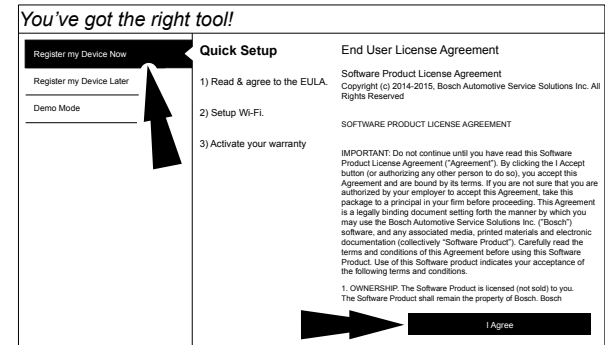 You've got the right tool!
Register my Device Now
Register my Device Later
Demo Mode
Quick Setup
1) Read & agree to the EULA.
2) Setup Wi-Fi.
3) Activate your warranty
End User License Agreement
Software Product License Agreement
Copyright (c) 2014-2015, Bosch Automotive Service Solutions Inc. All
Rights Reserved
SOFTWARE PRODUCT LICENSE AGREEMENT
IMPORTANT: Do not continue until you have read this Software
Product License Agreement ("Agreement"). By clicking the I Accept
button (or authorizing any other person to do so), you accept this
Agreement and are bound by its terms. If you are not sure that you are
authorized by your employer to accept this Agreement, take this
package to a principal in your firm before proceeding. This Agreement
is a legally binding document setting forth the manner by which you
may use the Bosch Automotive Service Solutions Inc. ("Bosch")
software, and any associated media, printed materials and electronic
documentation (collectively "Software Product"). Carefully read the
terms and conditions of this Agreement before using this Software
Product. Use of this Software product indicates your acceptance of
the following terms and conditions.
1. OWNERSHIP. The Software Product is licensed (not sold) to you.
The Software Product shall remain the property of Bosch. Bosch
I Agree